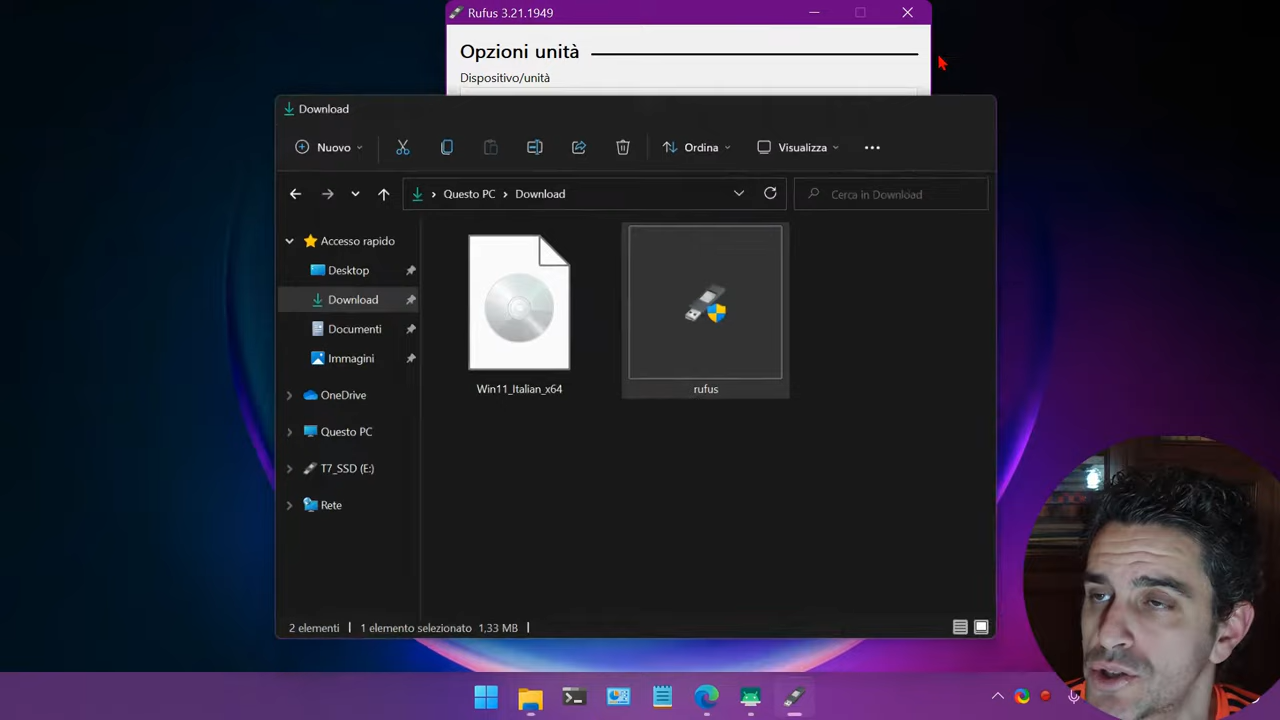 Rufus 3.21.1949
Opzioni unità
Dispositivo/unità
Download
Nuovo
Ordina
Visualizza
Questo PC > Download
Cerca in Download
Accesso rapido
Desktop
Download
Documenti
Immagini
OneDrive
Questo PC
T7_SSD (E:)
Rete
Win11_Italian_x64
rufus
2 elementi
1 elemento selezionato 1,33 MB